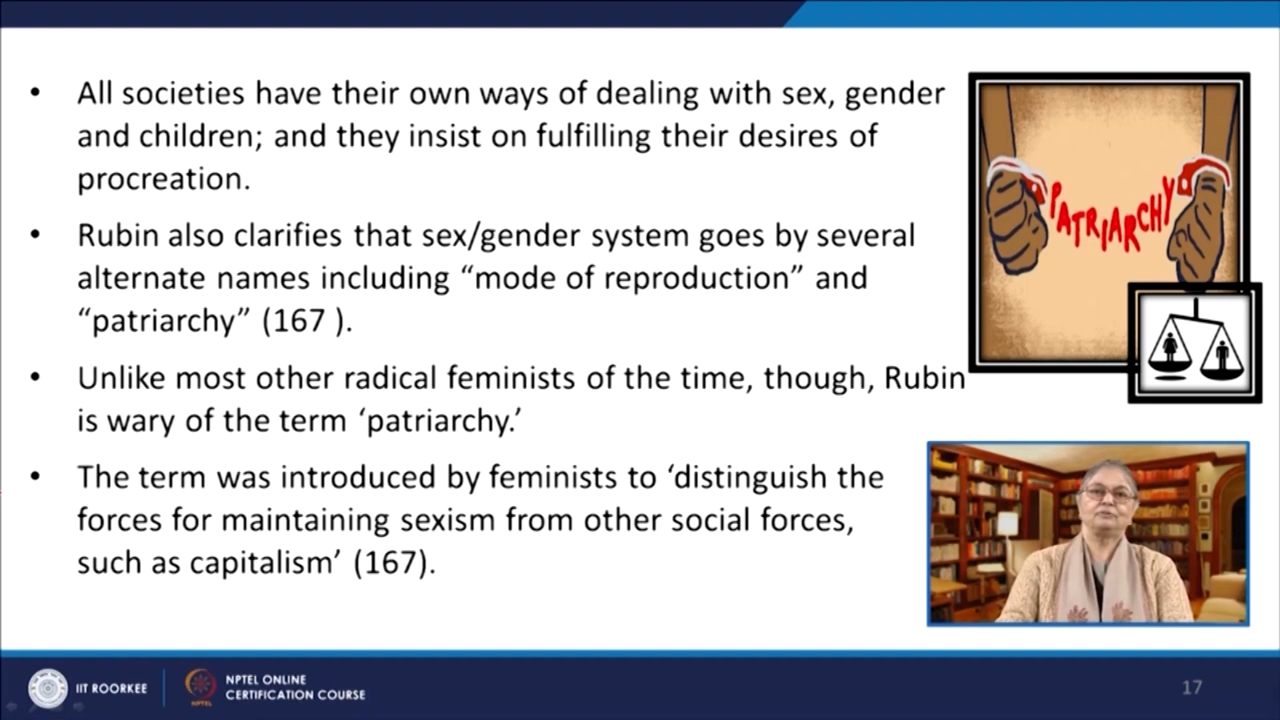 • All societies have their own ways of dealing with sex, gender
and children; and they insist on fulfilling their desires of
procreation.
• Rubin also clarifies that sex/gender system goes by several
alternate names including “mode of reproduction” and
“patriarchy” (167 ).
• Unlike most other radical feminists of the time, though, Rubin
is wary of the term ‘patriarchy.’
• The term was introduced by feminists to ‘distinguish the
forces for maintaining sexism from other social forces,
such as capitalism’ (167).
PATRIARCHY
IIT ROORKEE
NPTEL
NPTEL ONLINE
CERTIFICATION COURSE
17